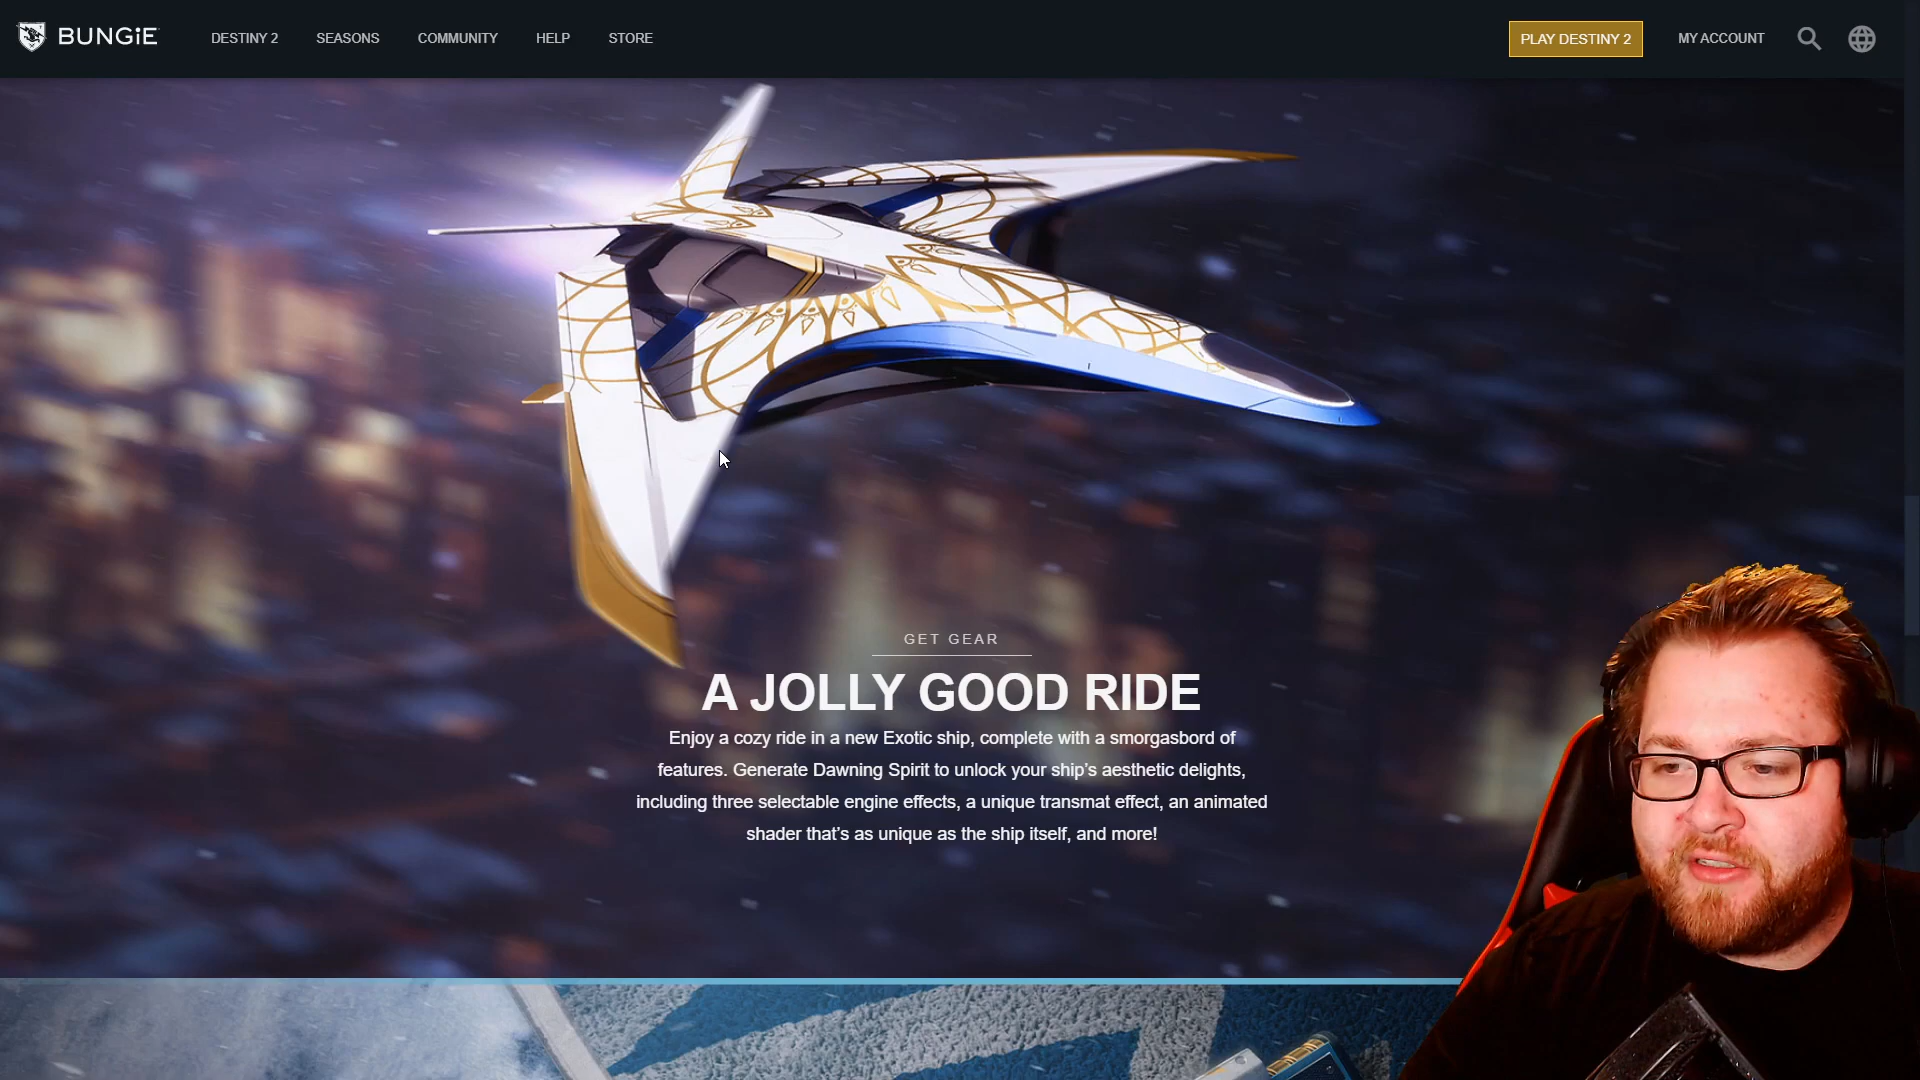 BUNGiE
DESTINY 2
SEASONS
COMMUNITY
HELP
STORE
PLAY DESTINY 2
MY ACCOUNT
GET GEAR
A JOLLY GOOD RIDE
Enjoy a cozy ride in a new Exotic ship, complete with a smorgasbord of
features. Generate Dawning Spirit to unlock your ship's aesthetic delights,
including three selectable engine effects, a unique transmat effect, an animated
shader that's as unique as the ship itself, and more!